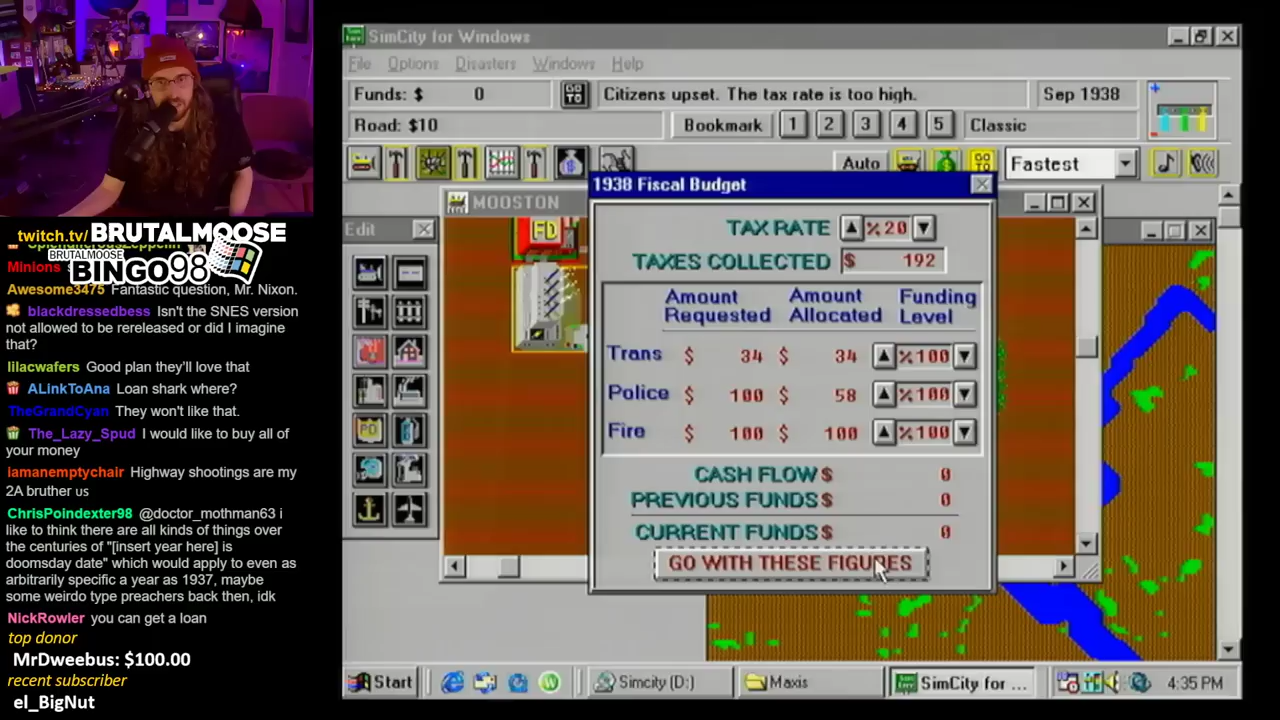 twitch.tv/BRUTALMOOSE
BRUTALMOOSE
BINGO98
Minions
Awesome3475 Fantastic question, Mr. Nixon.
blackdressedbess Isn't the SNES version
not allowed to be rereleased or did I imagine
that?
lilacwafers Good plan they'll love that
ALinkToAna Loan shark where?
TheGrandCyan They won't like that.
The_Lazy_Spud I would like to buy all of
your money
iamanemptychair Highway shootings are my
2A bruther us
ChrisPoindexter98 @doctor_mothman63 i
like to think there are all kinds of things over
the centuries of "[insert year here] is
doomsday date" which would apply to even as
arbitrarily specific a year as 1937, maybe
some weirdo type preachers back then, idk
NickRowler you can get a loan
top donor
MrDweebus: $100.00
recent subscriber
el_BigNut
SimCity for Windows
File Options Disasters Windows Help
Funds: $ 0 GO TO Citizens upset. The tax rate is too high. Sep 1938
Road: $10 Bookmark 1 2 3 4 5 Classic
Auto GO TO Fastest
Edit
PD
MOOSTON
FD
1938 Fiscal Budget
TAX RATE %20
TAXES COLLECTED $ 192
Amount Requested Amount Allocated Funding Level
Trans $ 34 $ 34 %100
Police $ 100 $ 58 %100
Fire $ 100 $ 100 %100
CASH FLOW $ 0
PREVIOUS FUNDS $ 0
CURRENT FUNDS $ 0
GO WITH THESE FIGURES
Start Simcity (D:) Maxis SimCity for ... 4:35 PM